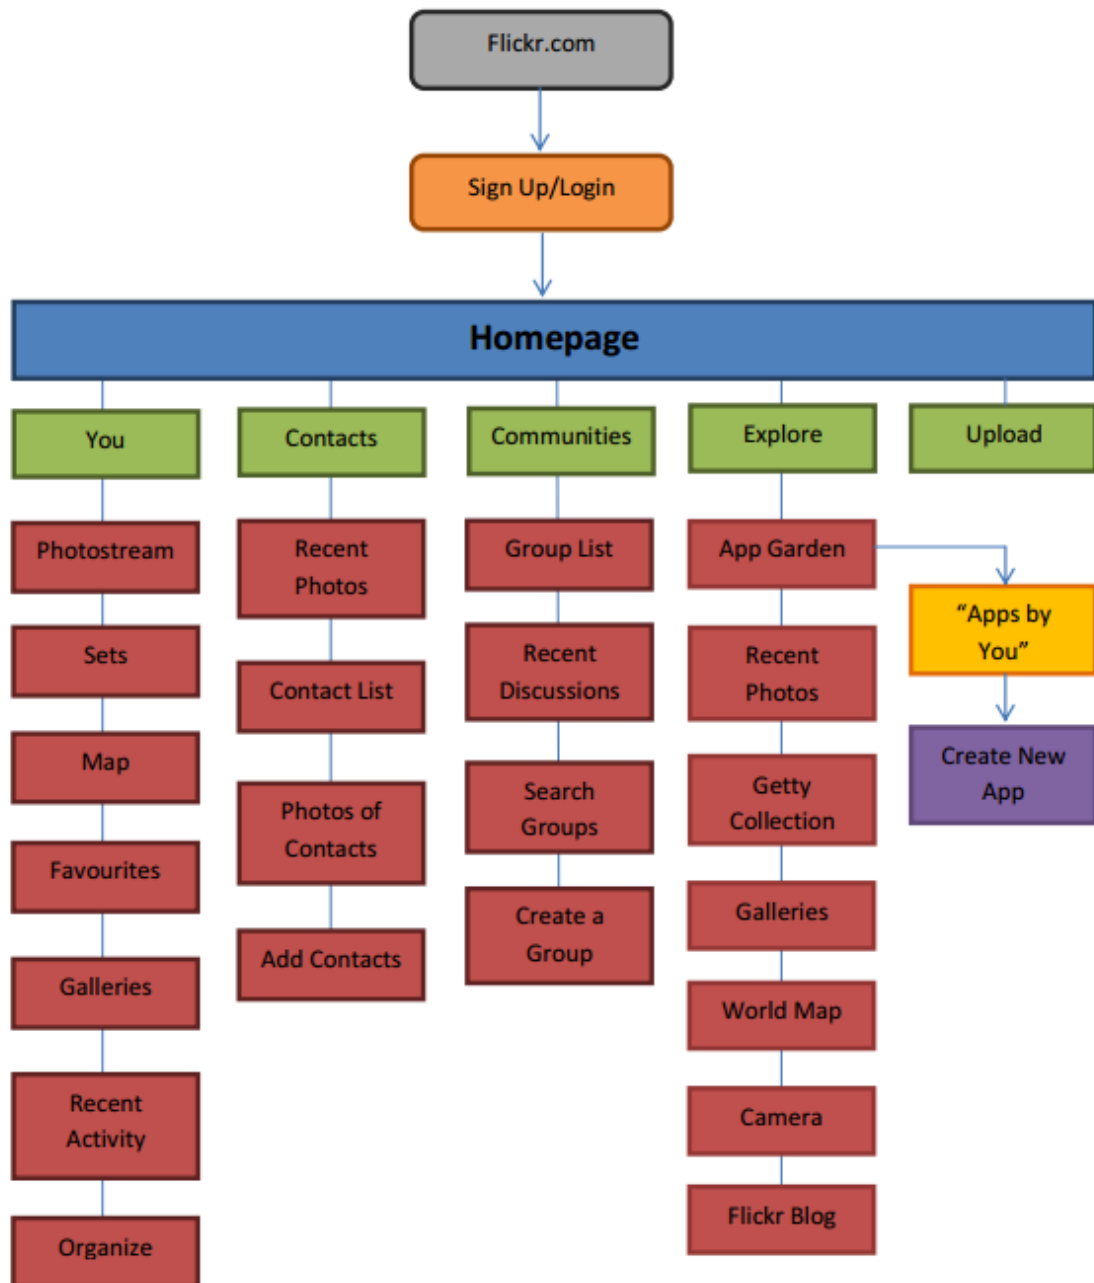 Flickr.com
Sign Up/Login
Homepage
You
Photostream
Sets
Map
Favourites
Galleries
Recent
Activity
Organize
Contacts
Recent
Photos
Contact List
Photos of
Contacts
Add Contacts
Communities
Group List
Recent
Discussions
Search
Groups
Create a
Group
Explore
App Garden
Recent
Photos
Getty
Collection
Galleries
World Map
Camera
Flickr Blog
Upload
“Apps by
You”
Create New
App